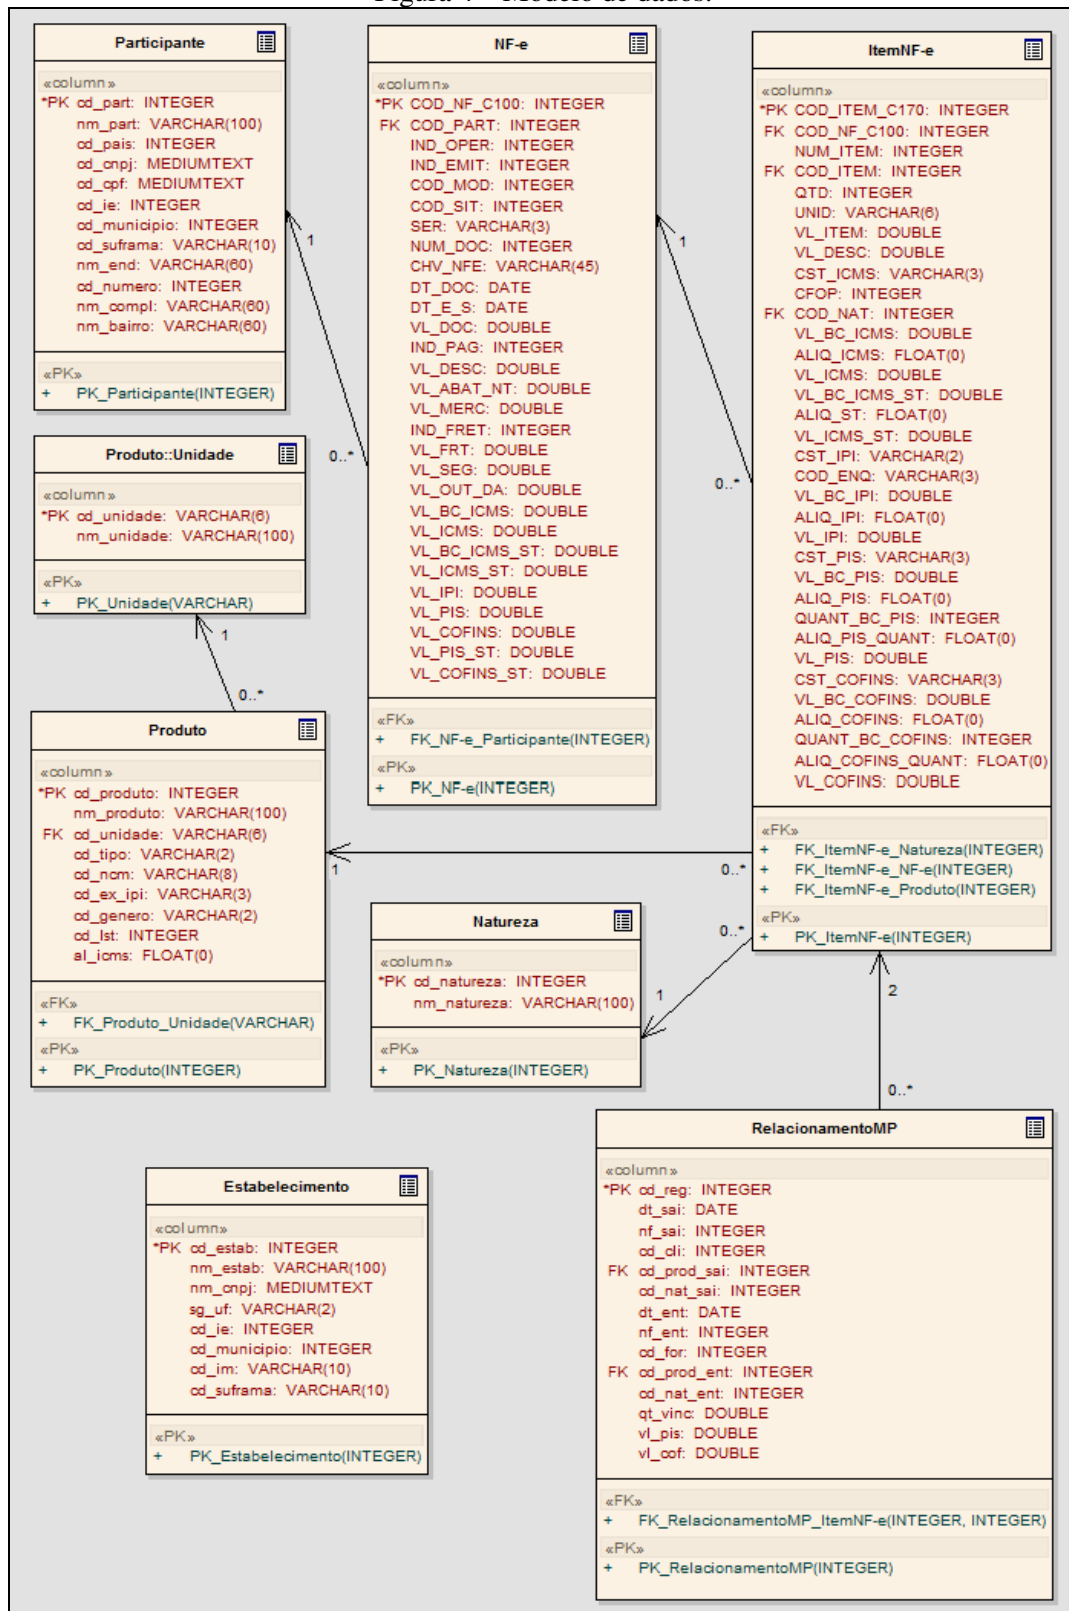 Figura 4 – Modelo de dados.
Participante
«column»
*PK cd_part: INTEGER
nm_part: VARCHAR(100)
cd_pais: INTEGER
cd_cnpj: MEDIUMTEXT
cd_cpf: MEDIUMTEXT
cd_ie: INTEGER
cd_municipio: INTEGER
cd_suframa: VARCHAR(10)
nm_end: VARCHAR(60)
cd_numero: INTEGER
nm_compl: VARCHAR(60)
nm_bairro: VARCHAR(60)
«PK»
+ PK_Participante(INTEGER)
1
0..*
NF-e
«column»
*PK COD_NF_C100: INTEGER
FK COD_PART: INTEGER
IND_OPER: INTEGER
IND_EMIT: INTEGER
COD_MOD: INTEGER
COD_SIT: INTEGER
SER: VARCHAR(3)
NUM_DOC: INTEGER
CHV_NFE: VARCHAR(45)
DT_DOC: DATE
DT_E_S: DATE
VL_DOC: DOUBLE
IND_PAG: INTEGER
VL_DESC: DOUBLE
VL_ABAT_NT: DOUBLE
VL_MERC: DOUBLE
IND_FRET: INTEGER
VL_FRT: DOUBLE
VL_SEG: DOUBLE
VL_OUT_DA: DOUBLE
VL_BC_ICMS: DOUBLE
VL_ICMS: DOUBLE
VL_BC_ICMS_ST: DOUBLE
VL_ICMS_ST: DOUBLE
VL_IPI: DOUBLE
VL_PIS: DOUBLE
VL_COFINS: DOUBLE
VL_PIS_ST: DOUBLE
VL_COFINS_ST: DOUBLE
«FK»
+ FK_NF-e_Participante(INTEGER)
«PK»
+ PK_NF-e(INTEGER)
1
0..*
ItemNF-e
«column»
*PK COD_ITEM_C170: INTEGER
FK COD_NF_C100: INTEGER
NUM_ITEM: INTEGER
FK COD_ITEM: INTEGER
QTD: INTEGER
UNID: VARCHAR(6)
VL_ITEM: DOUBLE
VL_DESC: DOUBLE
CST_ICMS: VARCHAR(3)
CFOP: INTEGER
FK COD_NAT: INTEGER
VL_BC_ICMS: DOUBLE
ALIQ_ICMS: FLOAT(0)
VL_ICMS: DOUBLE
VL_BC_ICMS_ST: DOUBLE
ALIQ_ST: FLOAT(0)
VL_ICMS_ST: DOUBLE
CST_IPI: VARCHAR(2)
COD_ENQ: VARCHAR(3)
VL_BC_IPI: DOUBLE
ALIQ_IPI: FLOAT(0)
VL_IPI: DOUBLE
CST_PIS: VARCHAR(3)
VL_BC_PIS: DOUBLE
ALIQ_PIS: FLOAT(0)
QUANT_BC_PIS: INTEGER
ALIQ_PIS_QUANT: FLOAT(0)
VL_PIS: DOUBLE
CST_COFINS: VARCHAR(3)
VL_BC_COFINS: DOUBLE
ALIQ_COFINS: FLOAT(0)
QUANT_BC_COFINS: INTEGER
ALIQ_COFINS_QUANT: FLOAT(0)
VL_COFINS: DOUBLE
«FK»
+ FK_ItemNF-e_Natureza(INTEGER)
+ FK_ItemNF-e_NF-e(INTEGER)
+ FK_ItemNF-e_Produto(INTEGER)
«PK»
+ PK_ItemNF-e(INTEGER)
Produto::Unidade
«column»
*PK cd_unidade: VARCHAR(6)
nm_unidade: VARCHAR(100)
«PK»
+ PK_Unidade(VARCHAR)
1
0..*
Produto
«column»
*PK cd_produto: INTEGER
nm_produto: VARCHAR(100)
FK cd_unidade: VARCHAR(6)
cd_tipo: VARCHAR(2)
cd_ncm: VARCHAR(8)
cd_ex_ipi: VARCHAR(3)
cd_genero: VARCHAR(2)
cd_lst: INTEGER
al_icms: FLOAT(0)
«FK»
+ FK_Produto_Unidade(VARCHAR)
«PK»
+ PK_Produto(INTEGER)
1
0..*
Natureza
«column»
*PK cd_natureza: INTEGER
nm_natureza: VARCHAR(100)
«PK»
+ PK_Natureza(INTEGER)
0..*
1
2
0..*
Estabelecimento
«column»
*PK cd_estab: INTEGER
nm_estab: VARCHAR(100)
nm_cnpj: MEDIUMTEXT
sg_uf: VARCHAR(2)
cd_ie: INTEGER
cd_municipio: INTEGER
cd_im: VARCHAR(10)
cd_suframa: VARCHAR(10)
«PK»
+ PK_Estabelecimento(INTEGER)
RelacionamentoMP
«column»
*PK cd_reg: INTEGER
dt_sai: DATE
nf_sai: INTEGER
cd_cli: INTEGER
FK cd_prod_sai: INTEGER
cd_nat_sai: INTEGER
dt_ent: DATE
nf_ent: INTEGER
cd_for: INTEGER
FK cd_prod_ent: INTEGER
cd_nat_ent: INTEGER
qt_vinc: DOUBLE
vl_pis: DOUBLE
vl_cof: DOUBLE
«FK»
+ FK_RelacionamentoMP_ItemNF-e(INTEGER, INTEGER)
«PK»
+ PK_RelacionamentoMP(INTEGER)